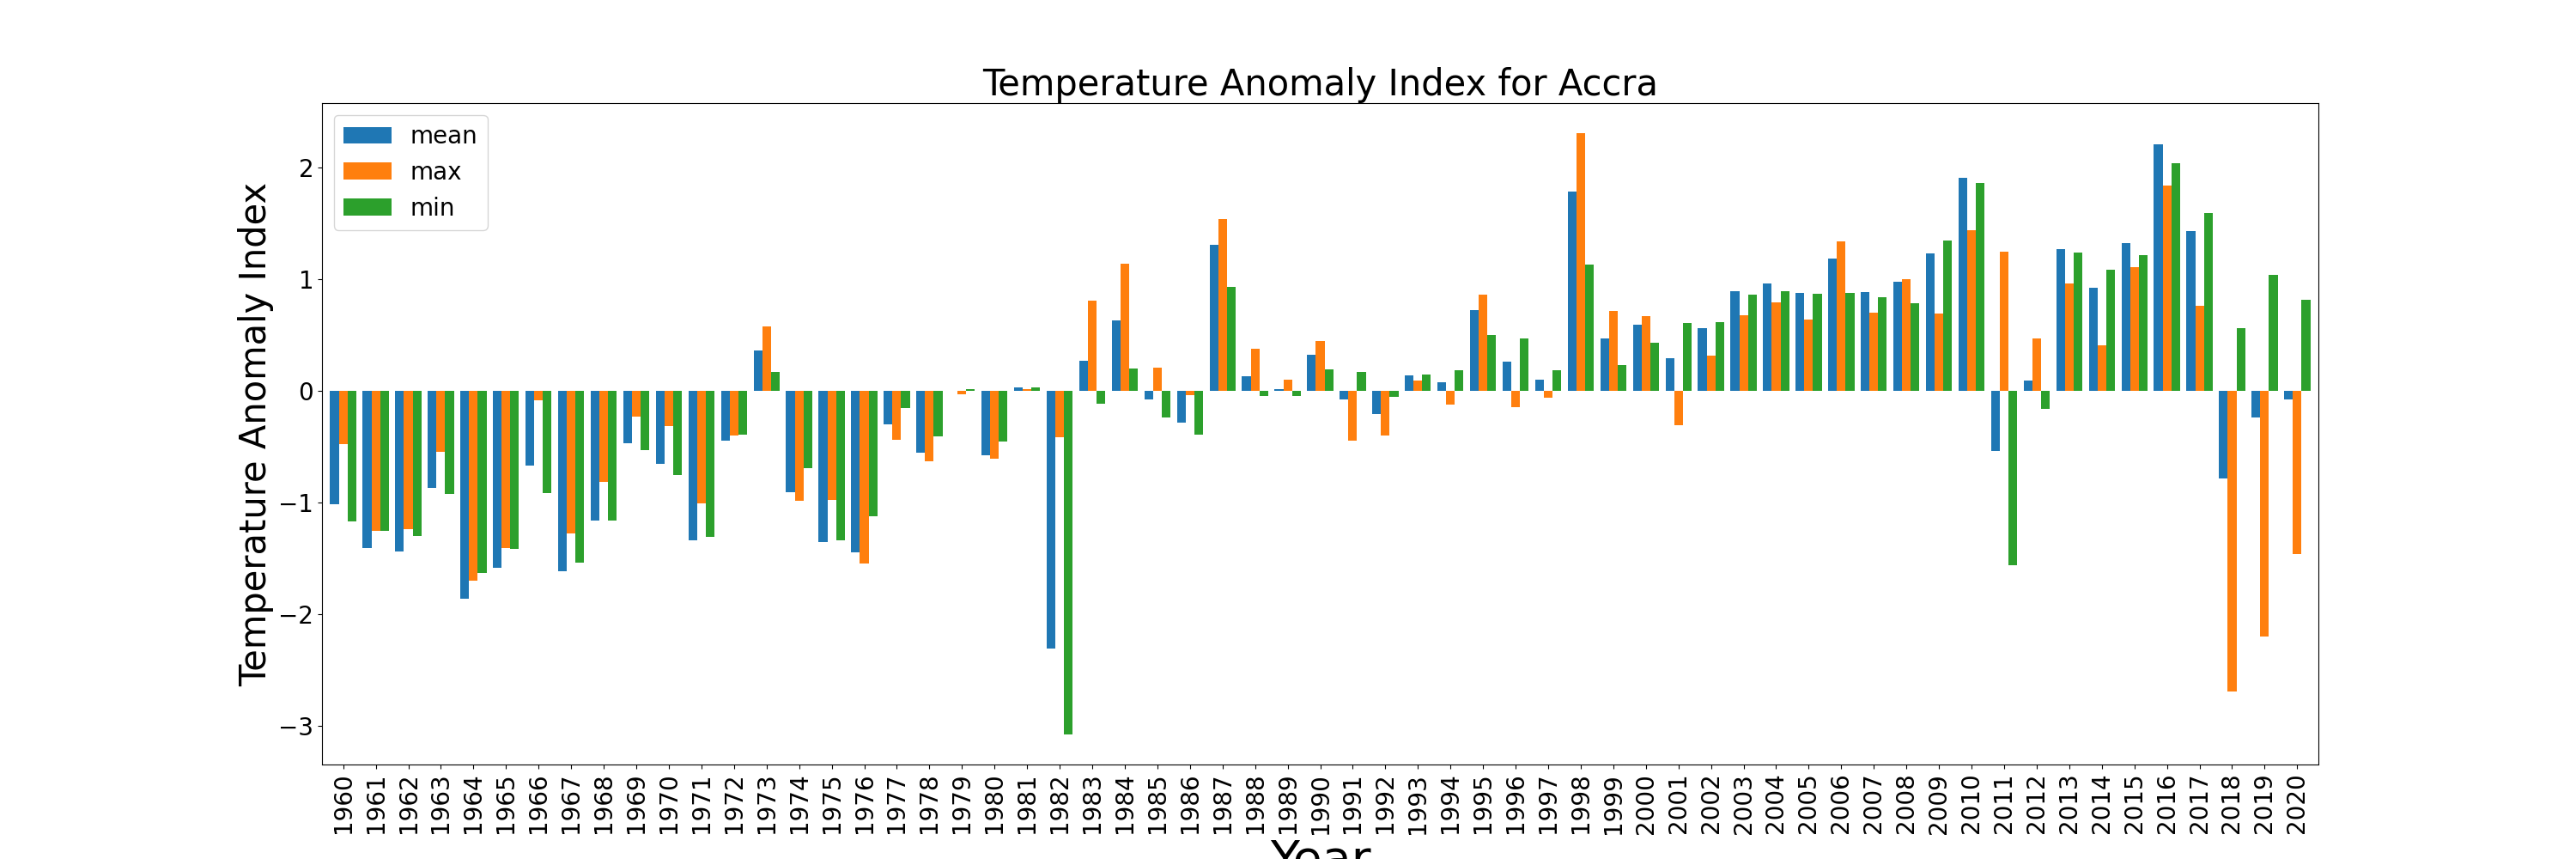 Temperature Anomaly Index for Accra
mean
max
min
Temperature Anomaly Index
2
1
0
−1
−2
−3
1960 1961 1962 1963 1964 1965 1966 1967 1968 1969 1970 1971 1972 1973 1974 1975 1976 1977 1978 1979 1980 1981 1982 1983 1984 1985 1986 1987 1988 1989 1990 1991 1992 1993 1994 1995 1996 1997 1998 1999 2000 2001 2002 2003 2004 2005 2006 2007 2008 2009 2010 2011 2012 2013 2014 2015 2016 2017 2018 2019 2020
Year